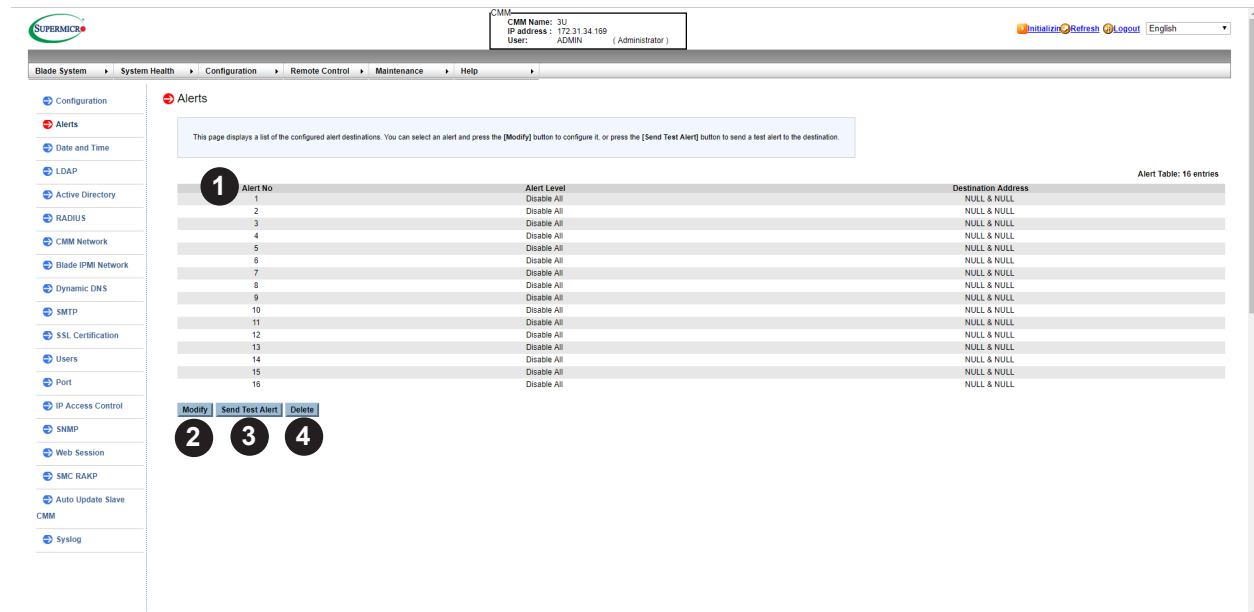 SUPERMICR
CMM
CMM Name: 3U
IP address : 172.31.34.169
User: ADMIN ( Administrator )
Initializin Refresh Logout English
Blade System System Health Configuration Remote Control Maintenance Help
Configuration
Alerts
Date and Time
LDAP
Active Directory
RADIUS
CMM Network
Blade IPMI Network
Dynamic DNS
SMTP
SSL Certification
Users
Port
IP Access Control
SNMP
Web Session
SMC RAKP
Auto Update Slave
CMM
Syslog
Alerts
This page displays a list of the configured alert destinations. You can select an alert and press the [Modify] button to configure it, or press the [Send Test Alert] button to send a test alert to the destination.
Alert Table: 16 entries
1 Alert No Alert Level Destination Address
1 Disable All NULL & NULL
2 Disable All NULL & NULL
3 Disable All NULL & NULL
4 Disable All NULL & NULL
5 Disable All NULL & NULL
6 Disable All NULL & NULL
7 Disable All NULL & NULL
8 Disable All NULL & NULL
9 Disable All NULL & NULL
10 Disable All NULL & NULL
11 Disable All NULL & NULL
12 Disable All NULL & NULL
13 Disable All NULL & NULL
14 Disable All NULL & NULL
15 Disable All NULL & NULL
16 Disable All NULL & NULL
Modify Send Test Alert Delete
2 3 4